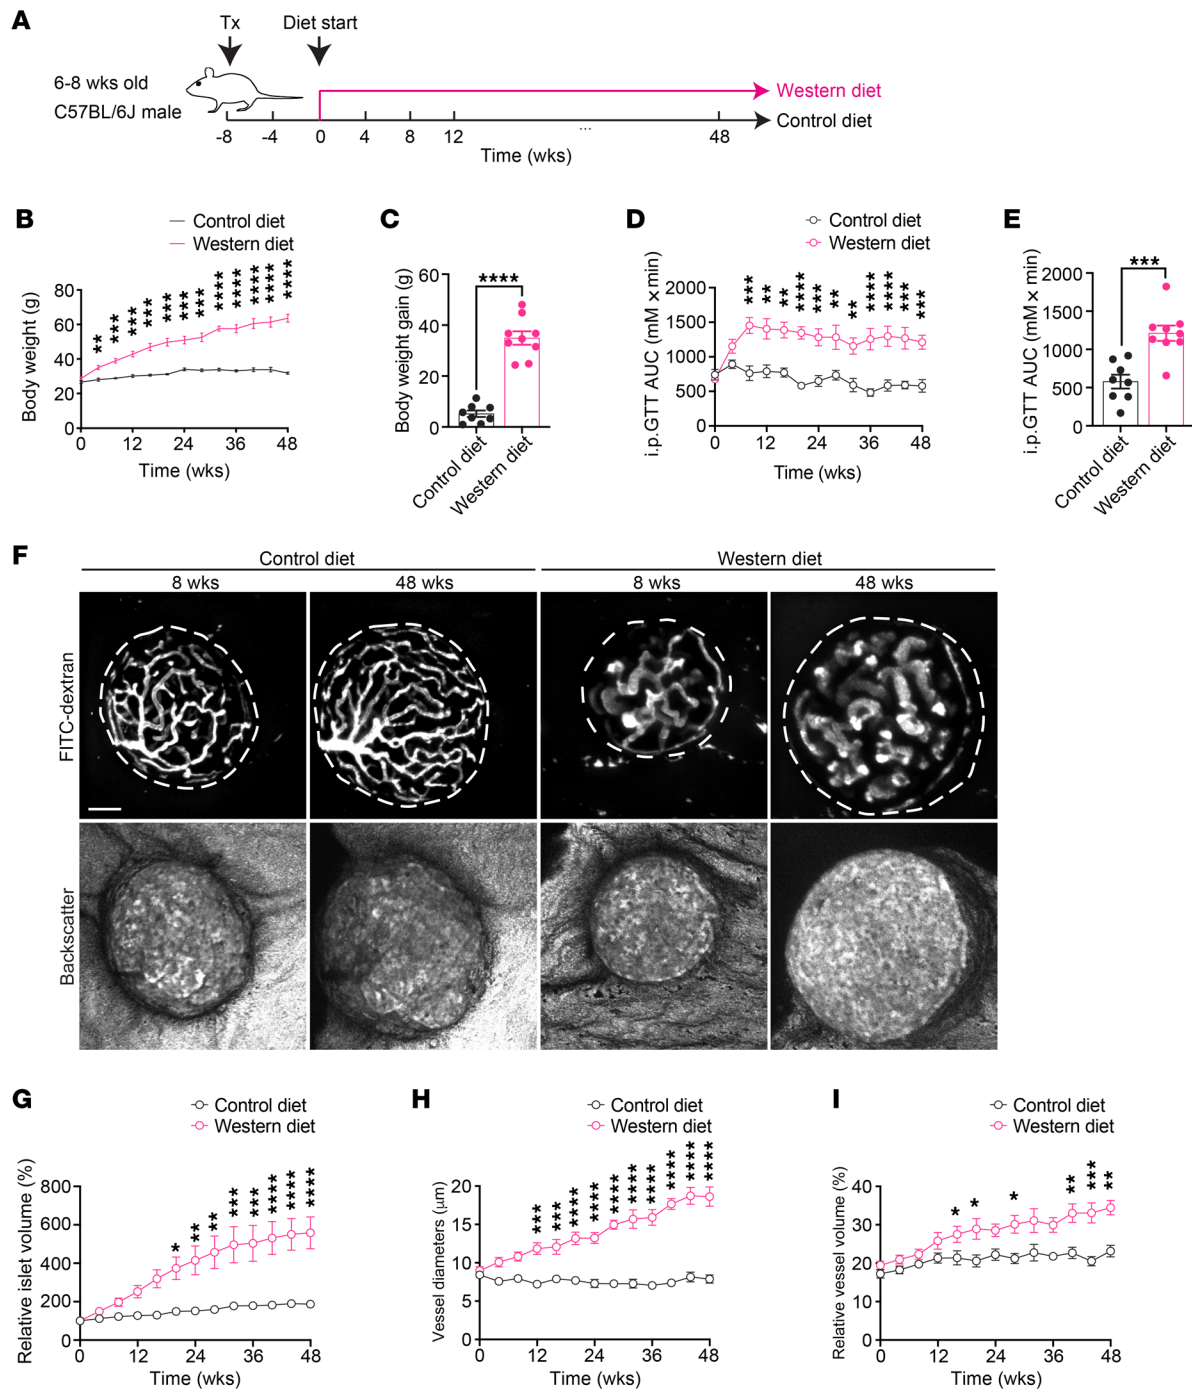 A
Tx
Diet start
6-8 wks old
C57BL/6J male
Western diet
Control diet
-8 -4 0 4 8 12 ... 48
Time (wks)
B
Control diet
Western diet
Body weight (g)
80
60
40
20
0
** *** *** *** *** *** *** **** **** **** **** ****
0 12 24 36 48
Time (wks)
C
Body weight gain (g)
60
40
20
0
****
Control diet
Western diet
D
Control diet
Western diet
i.p.GTT AUC (mM × min)
2000
1500
1000
500
0
*** ** ** **** *** ** ** **** **** *** ***
0 12 24 36 48
Time (wks)
E
i.p.GTT AUC (mM × min)
2000
1500
1000
500
0
***
Control diet
Western diet
F
Control diet
Western diet
8 wks
48 wks
8 wks
48 wks
FITC-dextran
Backscatter
G
Control diet
Western diet
Relative islet volume (%)
800
600
400
200
0
* ** ** *** *** **** **** ****
0 12 24 36 48
Time (wks)
H
Control diet
Western diet
Vessel diameters (μm)
20
15
10
5
0
*** *** **** **** **** **** **** **** **** ****
0 12 24 36 48
Time (wks)
I
Control diet
Western diet
Relative vessel volume (%)
40
30
20
10
0
* * * ** *** **
0 12 24 36 48
Time (wks)